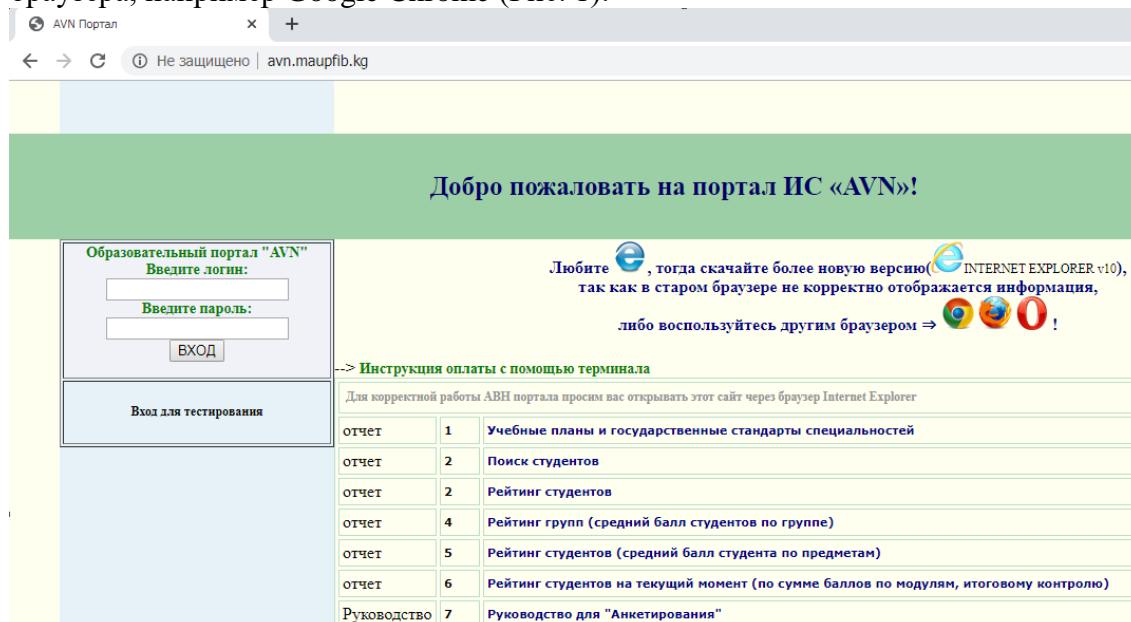 браузера, например Google Chrome (Рис. 1).
AVN Портал
Не защищено | avn.maupfib.kg
Добро пожаловать на портал ИС «AVN»!
Образовательный портал "AVN"
Введите логин:
Введите пароль:
ВХОД
Вход для тестирования
Любите , тогда скачайте более новую версию( INTERNET EXPLORER v10),
так как в старом браузере не корректно отображается информация,
либо воспользуйтесь другим браузером ⇒ !
--> Инструкция оплаты с помощью терминала
Для корректной работы АВН портала просим вас открывать этот сайт через браузер Internet Explorer
отчет 1 Учебные планы и государственные стандарты специальностей
отчет 2 Поиск студентов
отчет 2 Рейтинг студентов
отчет 4 Рейтинг групп (средний балл студентов по группе)
отчет 5 Рейтинг студентов (средний балл студента по предметам)
отчет 6 Рейтинг студентов на текущий момент (по сумме баллов по модулям, итоговому контролю)
Руководство 7 Руководство для "Анкетирования"